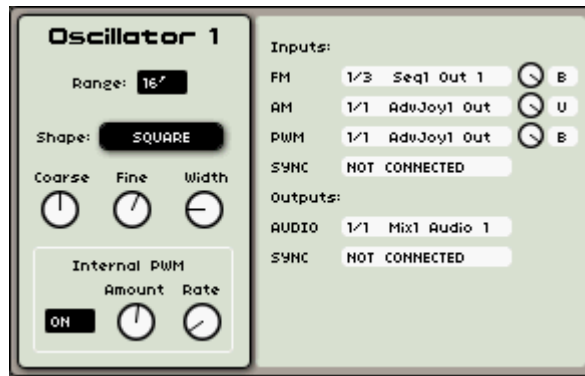 Oscillator 1
Range: 16′
Shape: SQUARE
Coarse Fine Width
Internal PWM
Amount Rate
ON
Inputs:
FM 1/3 Seq1 Out 1 B
AM 1/1 AdvJoy1 Out U
PWM 1/1 AdvJoy1 Out B
SYNC NOT CONNECTED
Outputs:
AUDIO 1/1 Mix1 Audio 1
SYNC NOT CONNECTED